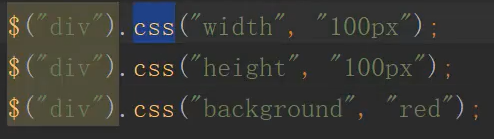 $("div").css("width", "100px");
$("div").css("height", "100px");
$("div").css("background", "red");